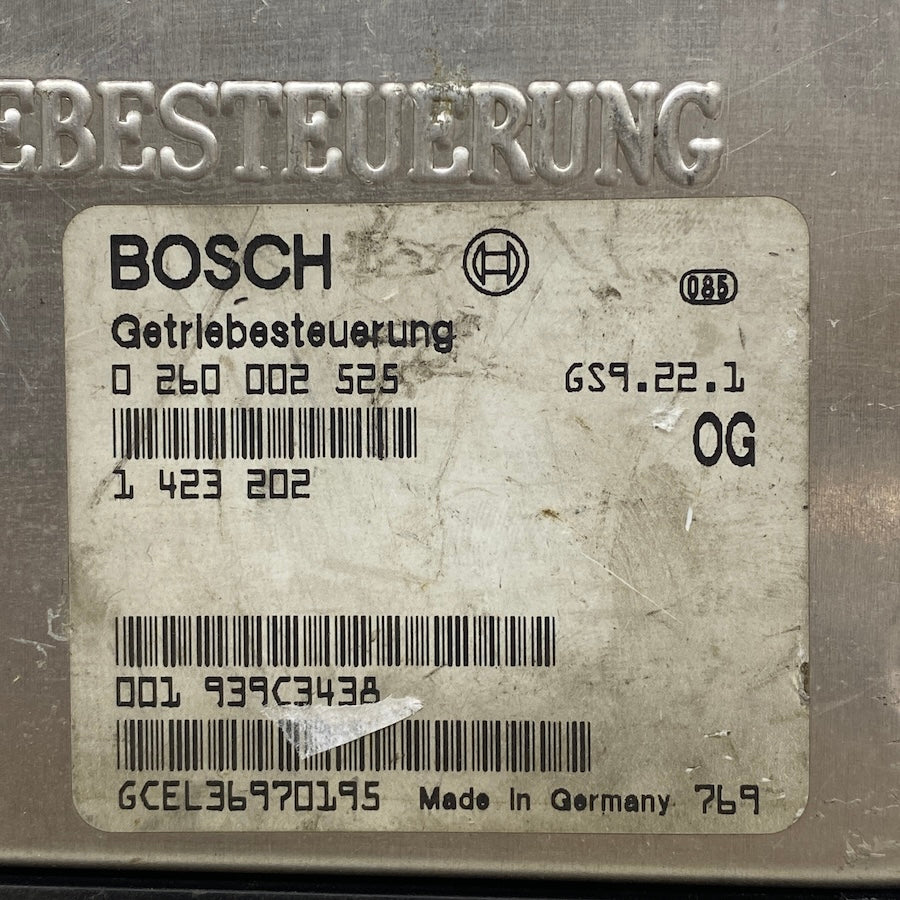 EBESTEUERUNG
BOSCH
085
Getriebesteuerung
0 260 002 525 GS9.22.1
OG
1 423 202
001 939C3438
GCEL36970195 Made in Germany 769